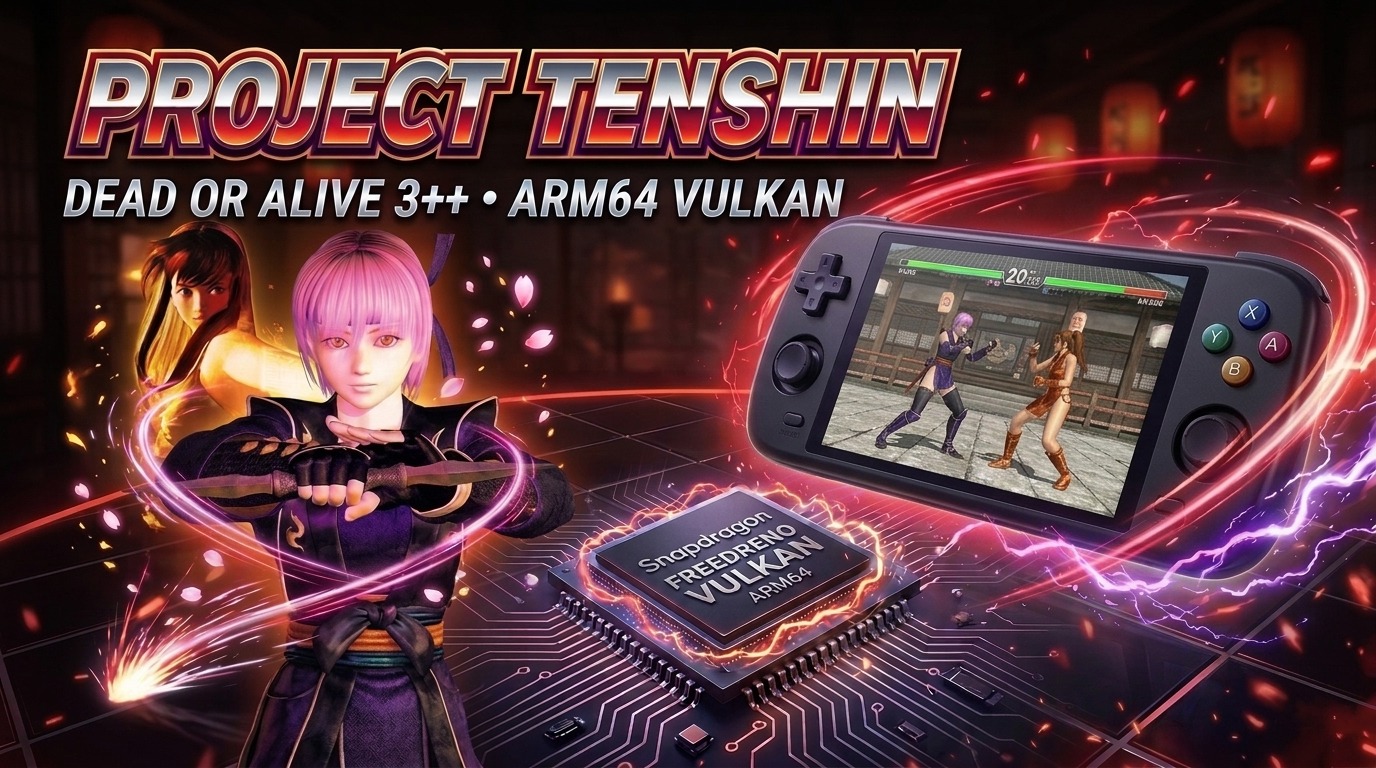 PROJECT TENSHIN
DEAD OR ALIVE 3++ • ARM64 VULKAN
20
X
Y
A
B
Snapdragon
FREEDRENO
VULKAN
ARM64